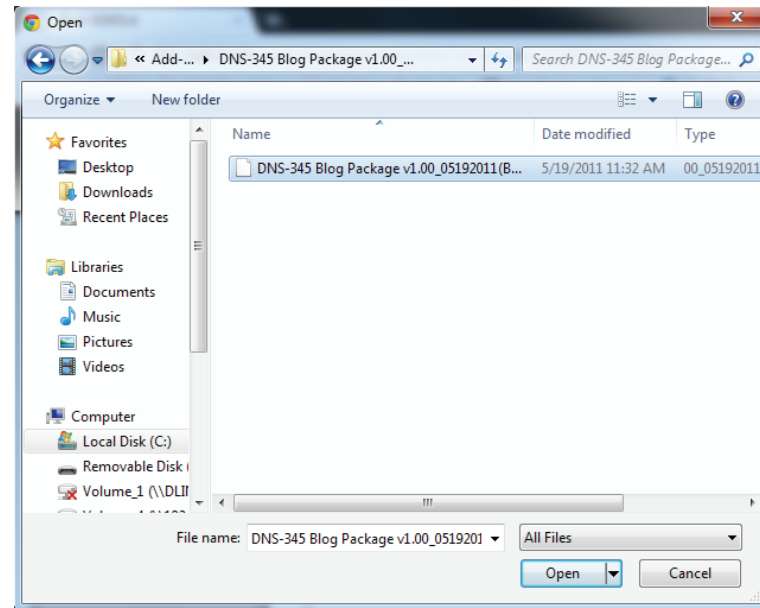 Open
« Add-... DNS-345 Blog Package v1.00_... Search DNS-345 Blog Package...
Organize New folder
Name Date modified Type
DNS-345 Blog Package v1.00_05192011(B... 5/19/2011 11:32 AM 00_05192011
Favorites
Desktop
Downloads
Recent Places
Libraries
Documents
Music
Pictures
Videos
Computer
Local Disk (C:)
Removable Disk (
Volume_1 (\\DLI
File name: DNS-345 Blog Package v1.00_051920 All Files
Open Cancel